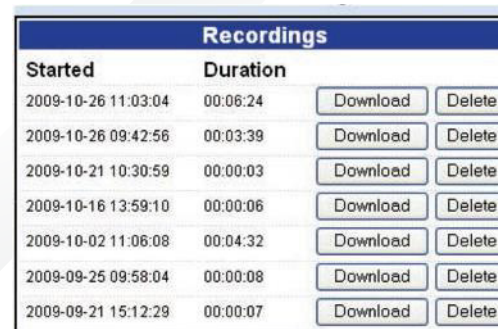 Recordings
Started Duration
2009-10-26 11:03:04 00:06:24 Download Delete
2009-10-26 09:42:56 00:03:39 Download Delete
2009-10-21 10:30:59 00:00:03 Download Delete
2009-10-16 13:59:10 00:00:06 Download Delete
2009-10-02 11:06:08 00:04:32 Download Delete
2009-09-25 09:58:04 00:00:08 Download Delete
2009-09-21 15:12:29 00:00:07 Download Delete